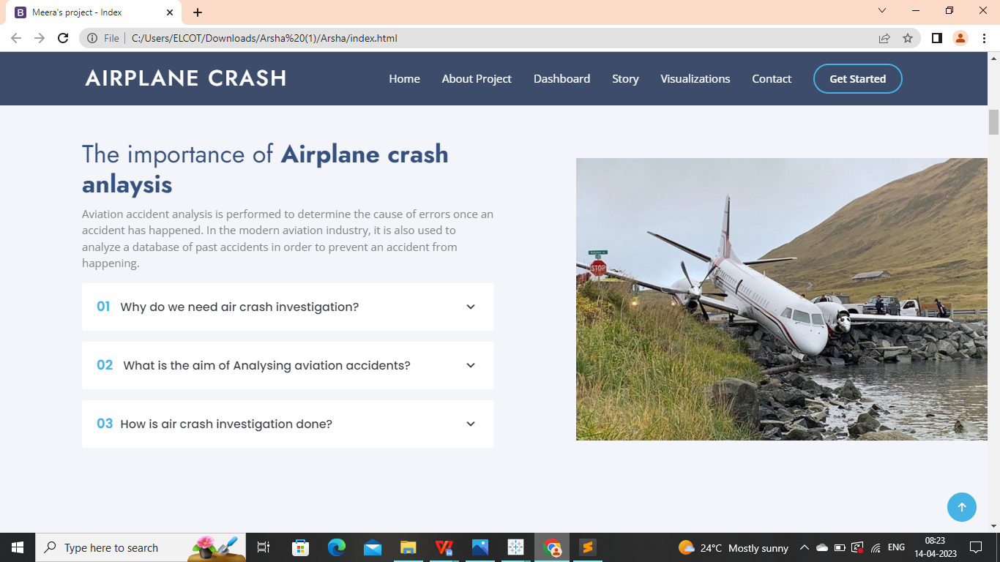 Meera's project - Index
File C:/Users/ELCOT/Downloads/Arsha%20(1)/Arsha/index.html
AIRPLANE CRASH
Home About Project Dashboard Story Visualizations Contact Get Started
The importance of Airplane crash
anlaysis
Aviation accident analysis is performed to determine the cause of errors once an
accident has happened. In the modern aviation industry, it is also used to
analyze a database of past accidents in order to prevent an accident from
happening.
01 Why do we need air crash investigation?
02 What is the aim of Analysing aviation accidents?
03 How is air crash investigation done?
STOP
Type here to search
24°C Mostly sunny
ENG
08:23
14-04-2023